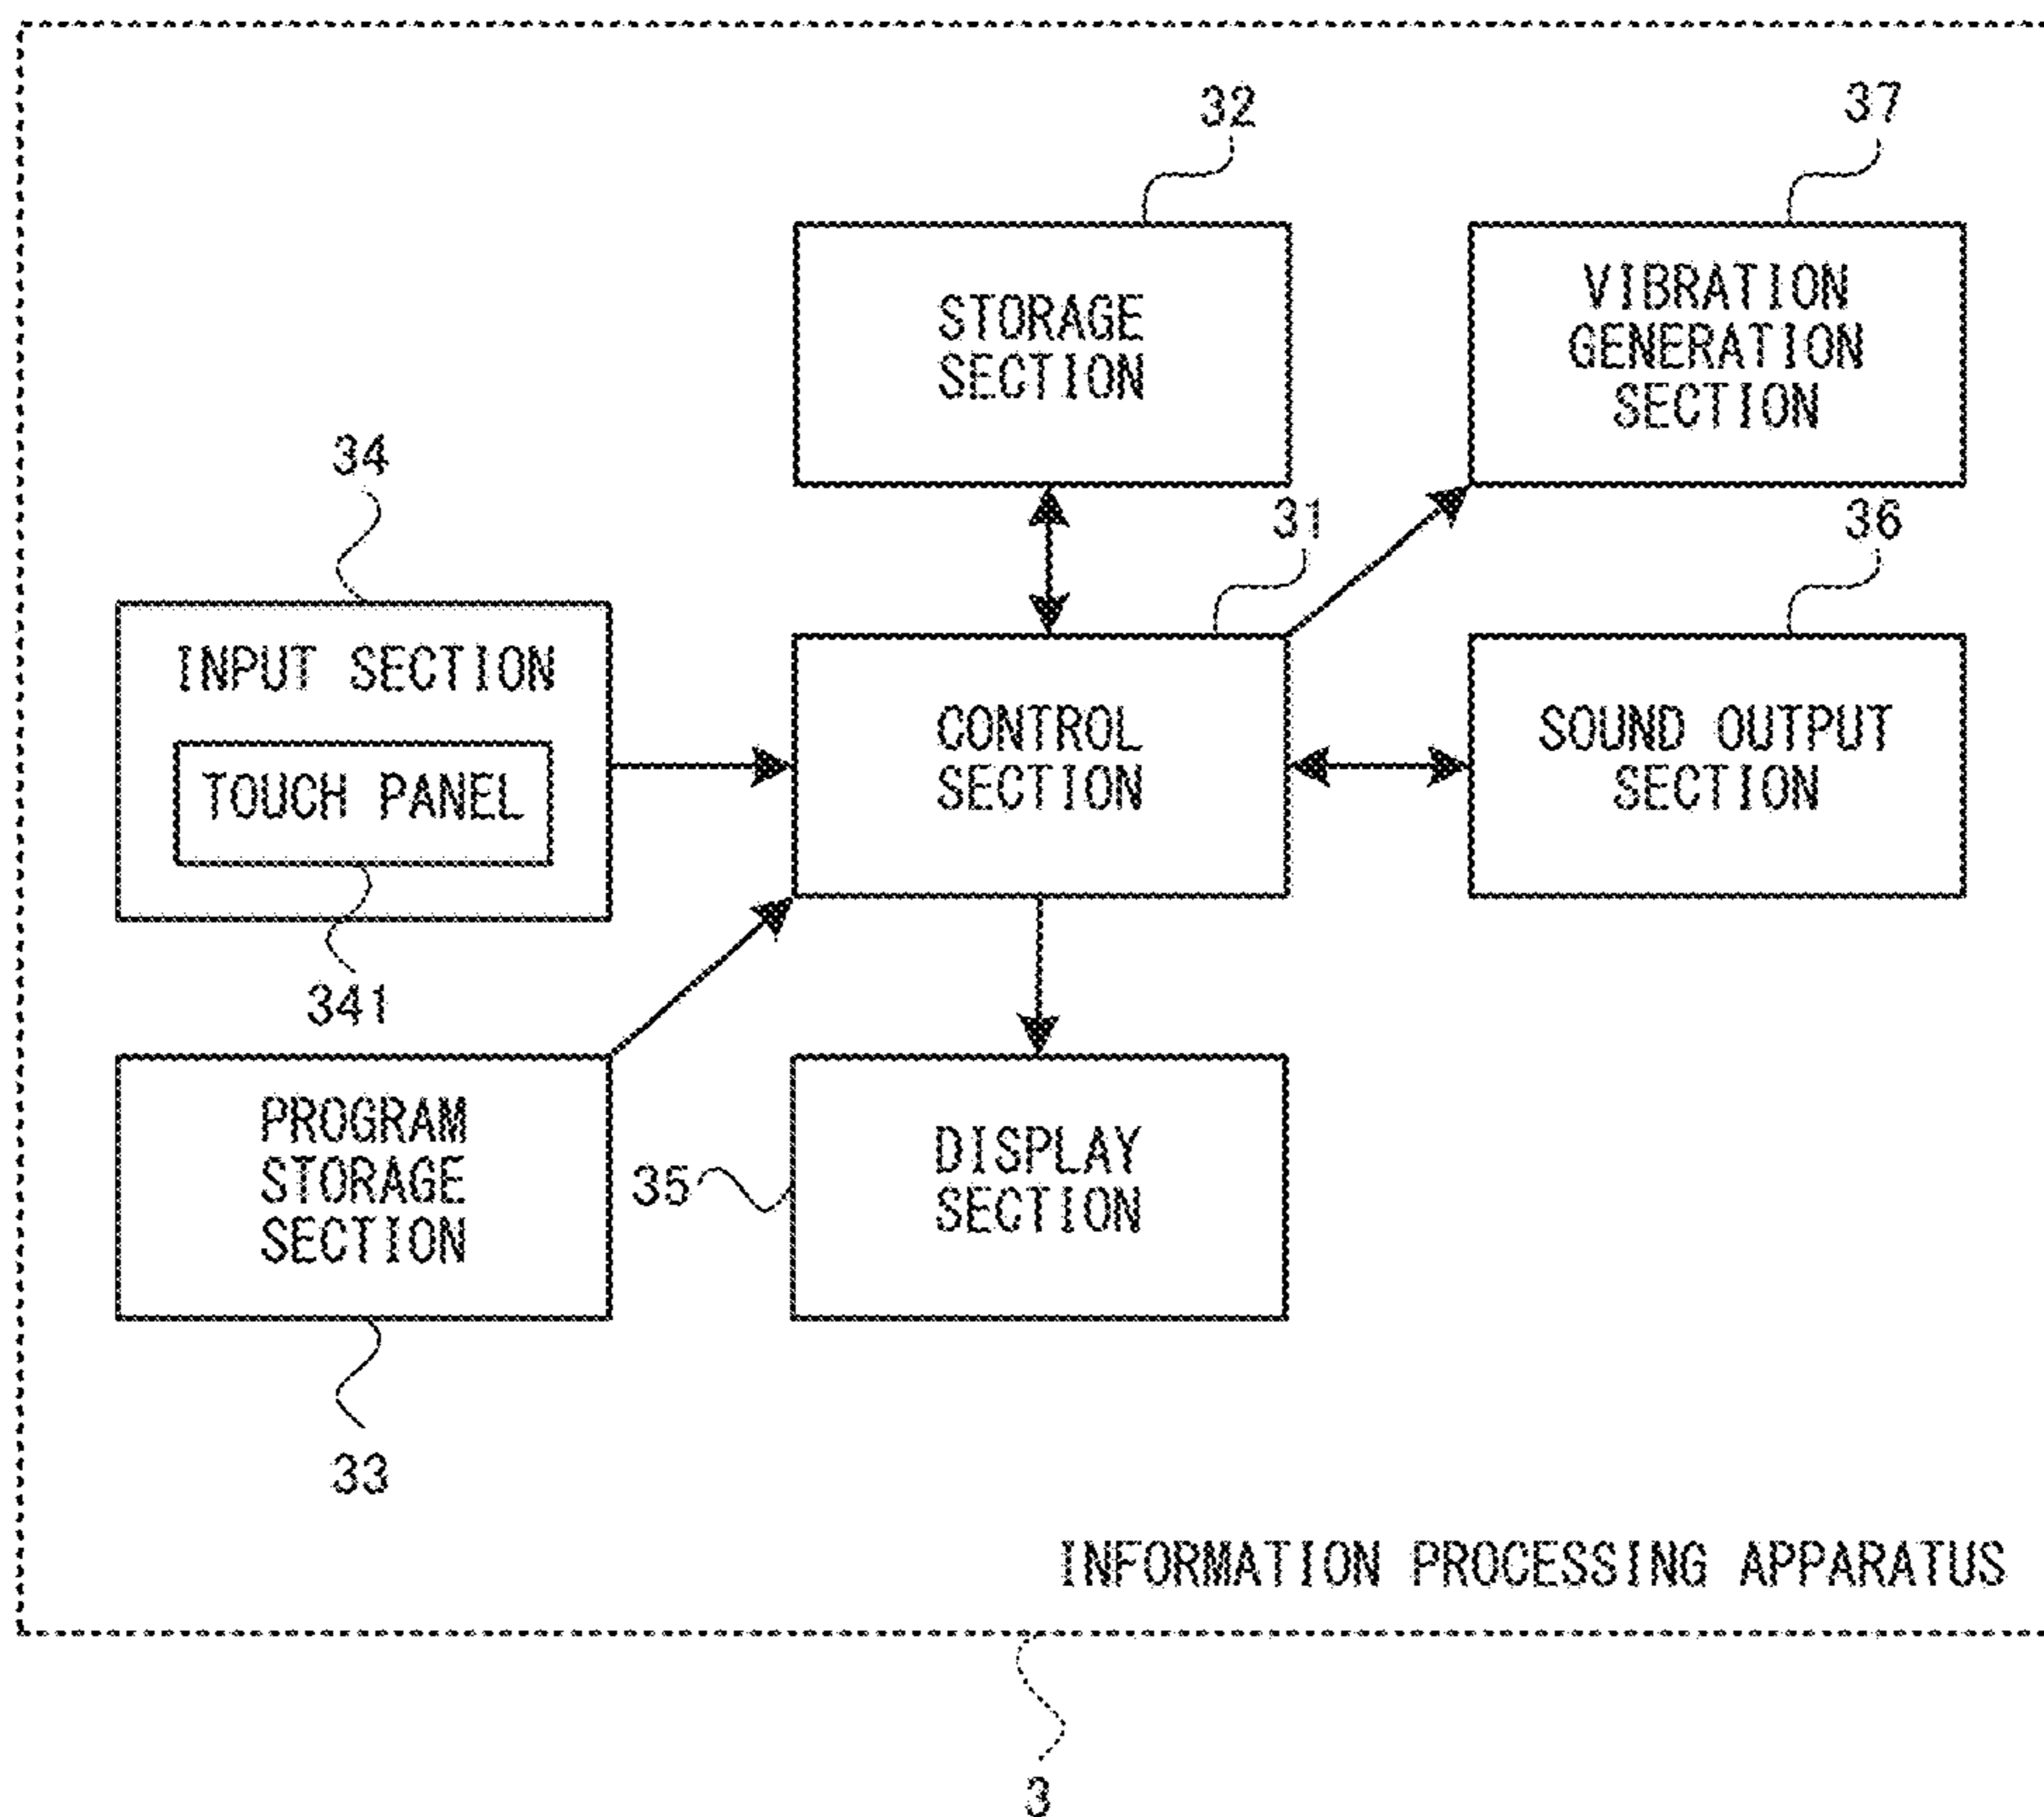 32
37
STORAGE
SECTION
VIBRATION
GENERATION
SECTION
34
31
36
INPUT SECTION
TOUCH PANEL
CONTROL
SECTION
SOUND OUTPUT
SECTION
341
PROGRAM
STORAGE
SECTION
35
DISPLAY
SECTION
33
INFORMATION PROCESSING APPARATUS
3